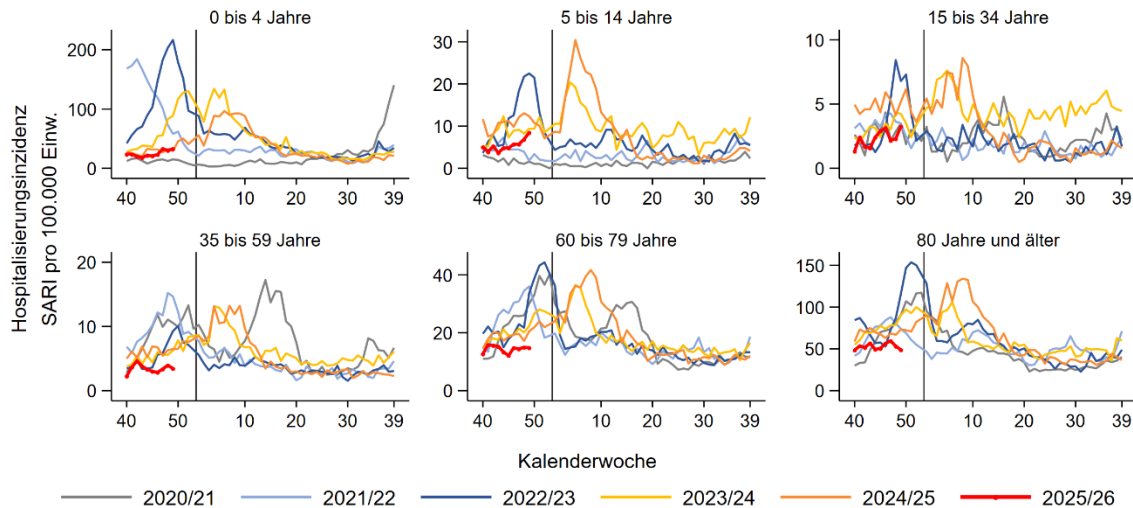 Hospitalisierungsinzidenz
SARI pro 100.000 Einw.
0 bis 4 Jahre
200
100
0
40 50 10 20 30 39
5 bis 14 Jahre
30
20
10
0
40 50 10 20 30 39
15 bis 34 Jahre
10
5
0
40 50 10 20 30 39
35 bis 59 Jahre
20
10
0
40 50 10 20 30 39
60 bis 79 Jahre
40
20
0
40 50 10 20 30 39
80 Jahre und älter
150
100
50
0
40 50 10 20 30 39
Kalenderwoche
2020/21 2021/22 2022/23 2023/24 2024/25 2025/26